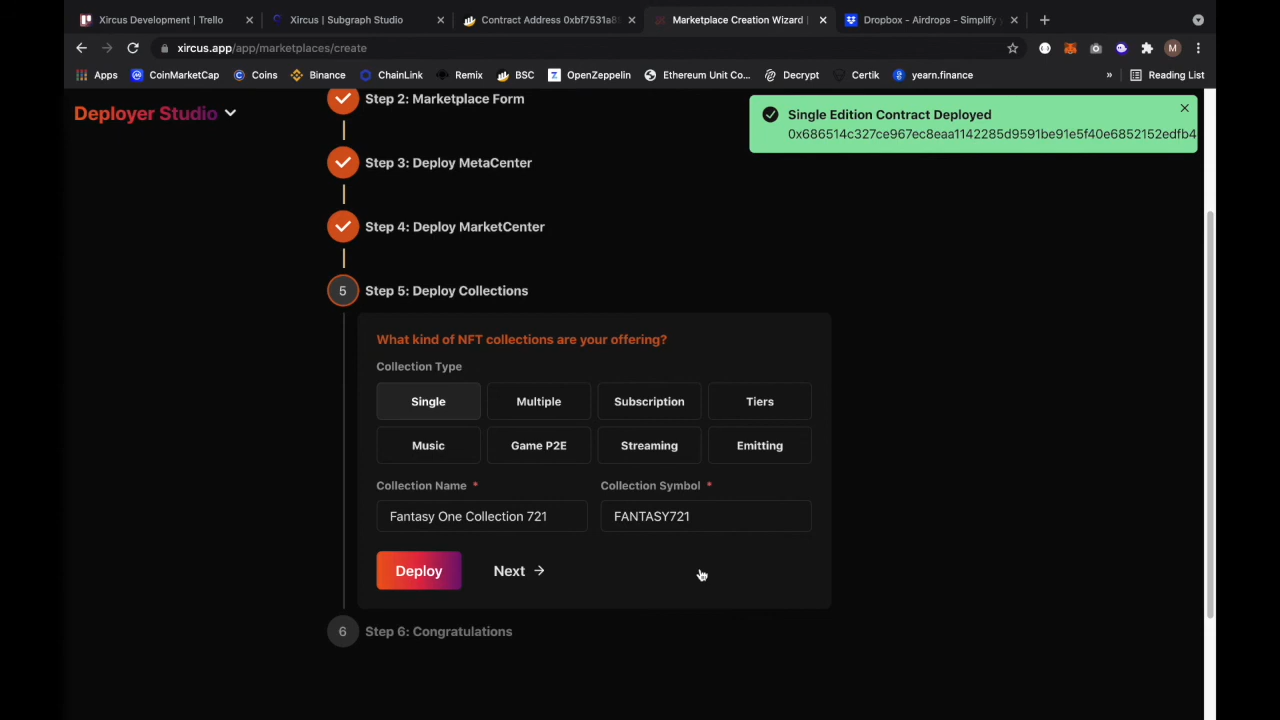 Xircus Development | Trello
Xircus | Subgraph Studio
Contract Address 0xbf7531a8
Marketplace Creation Wizard |
Dropbox - Airdrops - Simplify
xircus.app/app/marketplaces/create
M
Apps
CoinMarketCap
Coins
Binance
ChainLink
Remix
BSC
OpenZeppelin
Ethereum Unit Co...
Decrypt
Certik
yearn.finance
»
Reading List
Deployer Studio
Single Edition Contract Deployed
0x686514c327ce967ec8eaa1142285d9591be91e5f40e6852152edfb4
Step 2: Marketplace Form
Step 3: Deploy MetaCenter
Step 4: Deploy MarketCenter
5
Step 5: Deploy Collections
What kind of NFT collections are your offering?
Collection Type
Single
Multiple
Subscription
Tiers
Music
Game P2E
Streaming
Emitting
Collection Name *
Collection Symbol *
Fantasy One Collection 721
FANTASY721
Deploy
Next →
6
Step 6: Congratulations